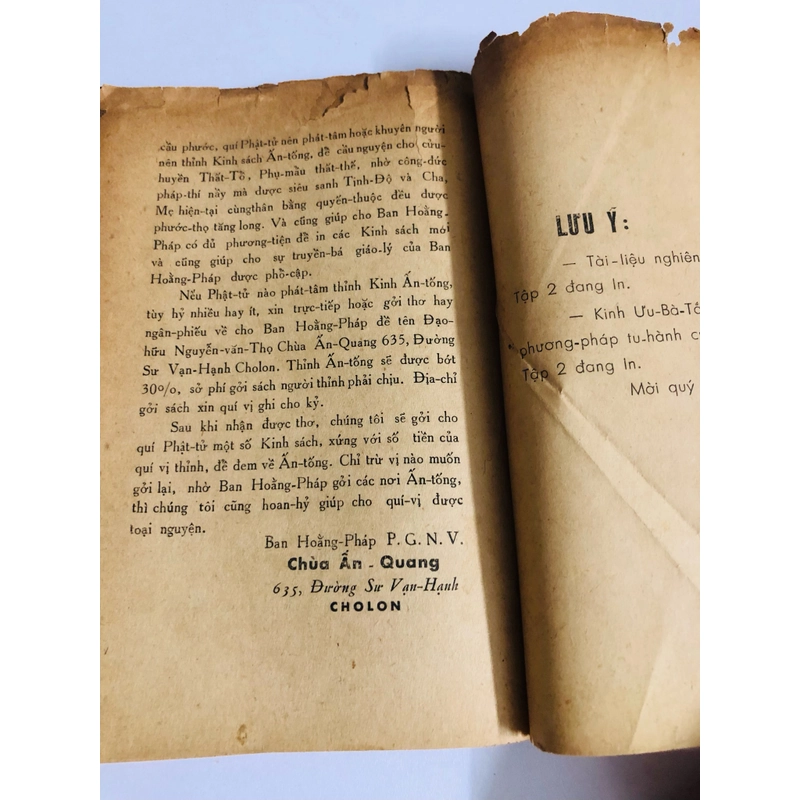 cầu phước, quí Phật-tử nên phát-tâm hoặc khuyên người
nên thỉnh Kinh sách Ấn-tống, để cầu nguyện cho cửu-
huyền Thất-Tổ, Phụ-mẫu thất-thế, nhờ công-đức
pháp-thí nầy mà được siêu sanh Tịnh-Độ và Cha,
Mẹ hiện-tại cùngthân bằng quyến-thuộc đều được
phước-thọ tăng long. Và cũng giúp cho Ban Hoằng-
Pháp có đủ phương-tiện để in các Kinh sách mới
và cũng giúp cho sự truyền-bá giáo-lý của Ban
Hoằng-Pháp được phổ-cập.
Nếu Phật-tử nào phát-tâm thỉnh Kinh Ấn-tống,
tùy hỷ nhiều hay ít, xin trực-tiếp hoặc gởi thơ hay
ngân-phiếu về cho Ban Hoằng-Pháp đề tên Đạo-
hữu Nguyễn-văn-Thọ Chùa Ấn-Quang 635, Đường
Sư Vạn-Hạnh Cholon. Thỉnh Ấn-tống sẽ được bớt
30%, sở phí gởi sách người thỉnh phải chịu. Địa-chỉ
gởi sách xin quí vị ghi cho kỷ.
Sau khi nhận được thơ, chúng tôi sẽ gởi cho
quí Phật-tử một số Kinh sách, xứng với số tiền của
quí vị thỉnh, để đem về Ấn-tống. Chỉ trừ vị nào muốn
gởi lại, nhờ Ban Hoằng-Pháp gởi các nơi Ấn-tống,
thì chúng tôi cũng hoan-hỷ giúp cho quí-vị được
toại nguyện.
Ban Hoằng-Pháp P. G. N. V.
Chùa Ấn - Quang
635, Đường Sư Vạn-Hạnh
CHOLON
LƯU Ý:
— Tài-liệu nghiên
Tập 2 đang In.
— Kinh Ưu-Bà-Tắ
phương-pháp tu-hành c
Tập 2 đang In.
Mời quý